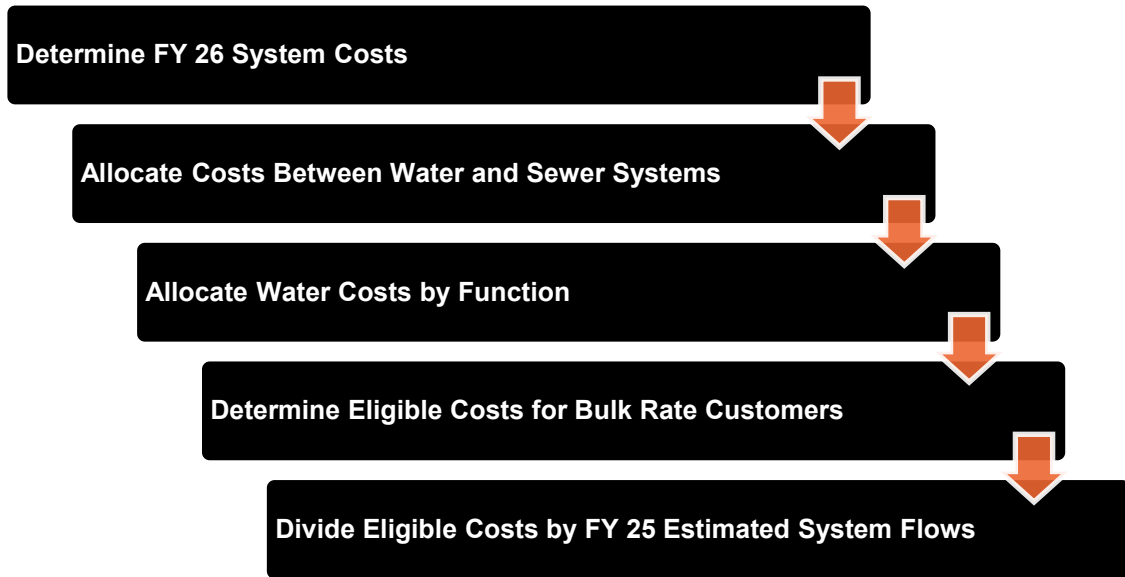 Determine FY 26 System Costs
Allocate Costs Between Water and Sewer Systems
Allocate Water Costs by Function
Determine Eligible Costs for Bulk Rate Customers
Divide Eligible Costs by FY 25 Estimated System Flows